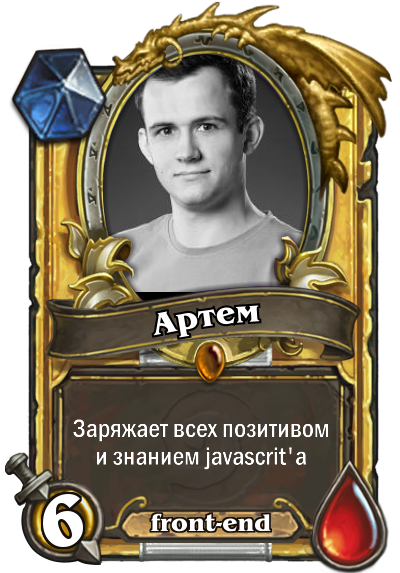 Артем
Заряжает всех позитивом
и знанием javascrit'а
6
front-end